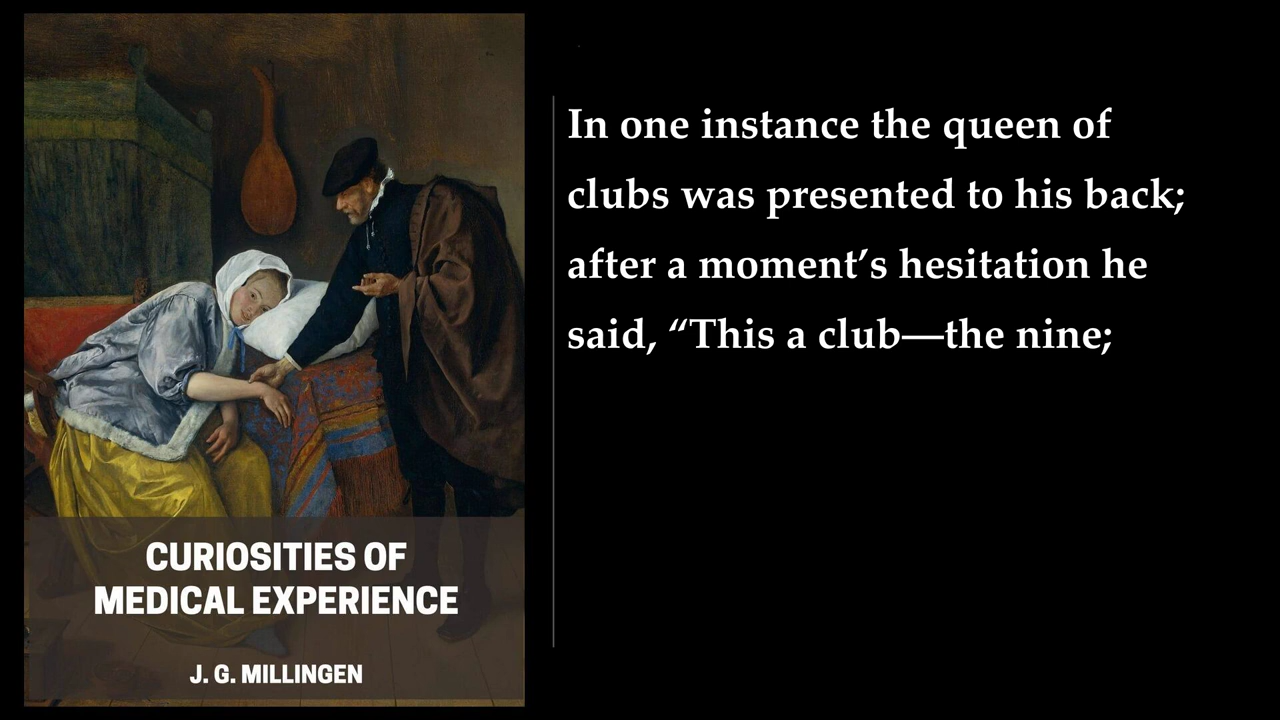 In one instance the queen of
clubs was presented to his back;
after a moment’s hesitation he
said, “This a club—the nine;
CURIOSITIES OF
MEDICAL EXPERIENCE
J. G. MILLINGEN